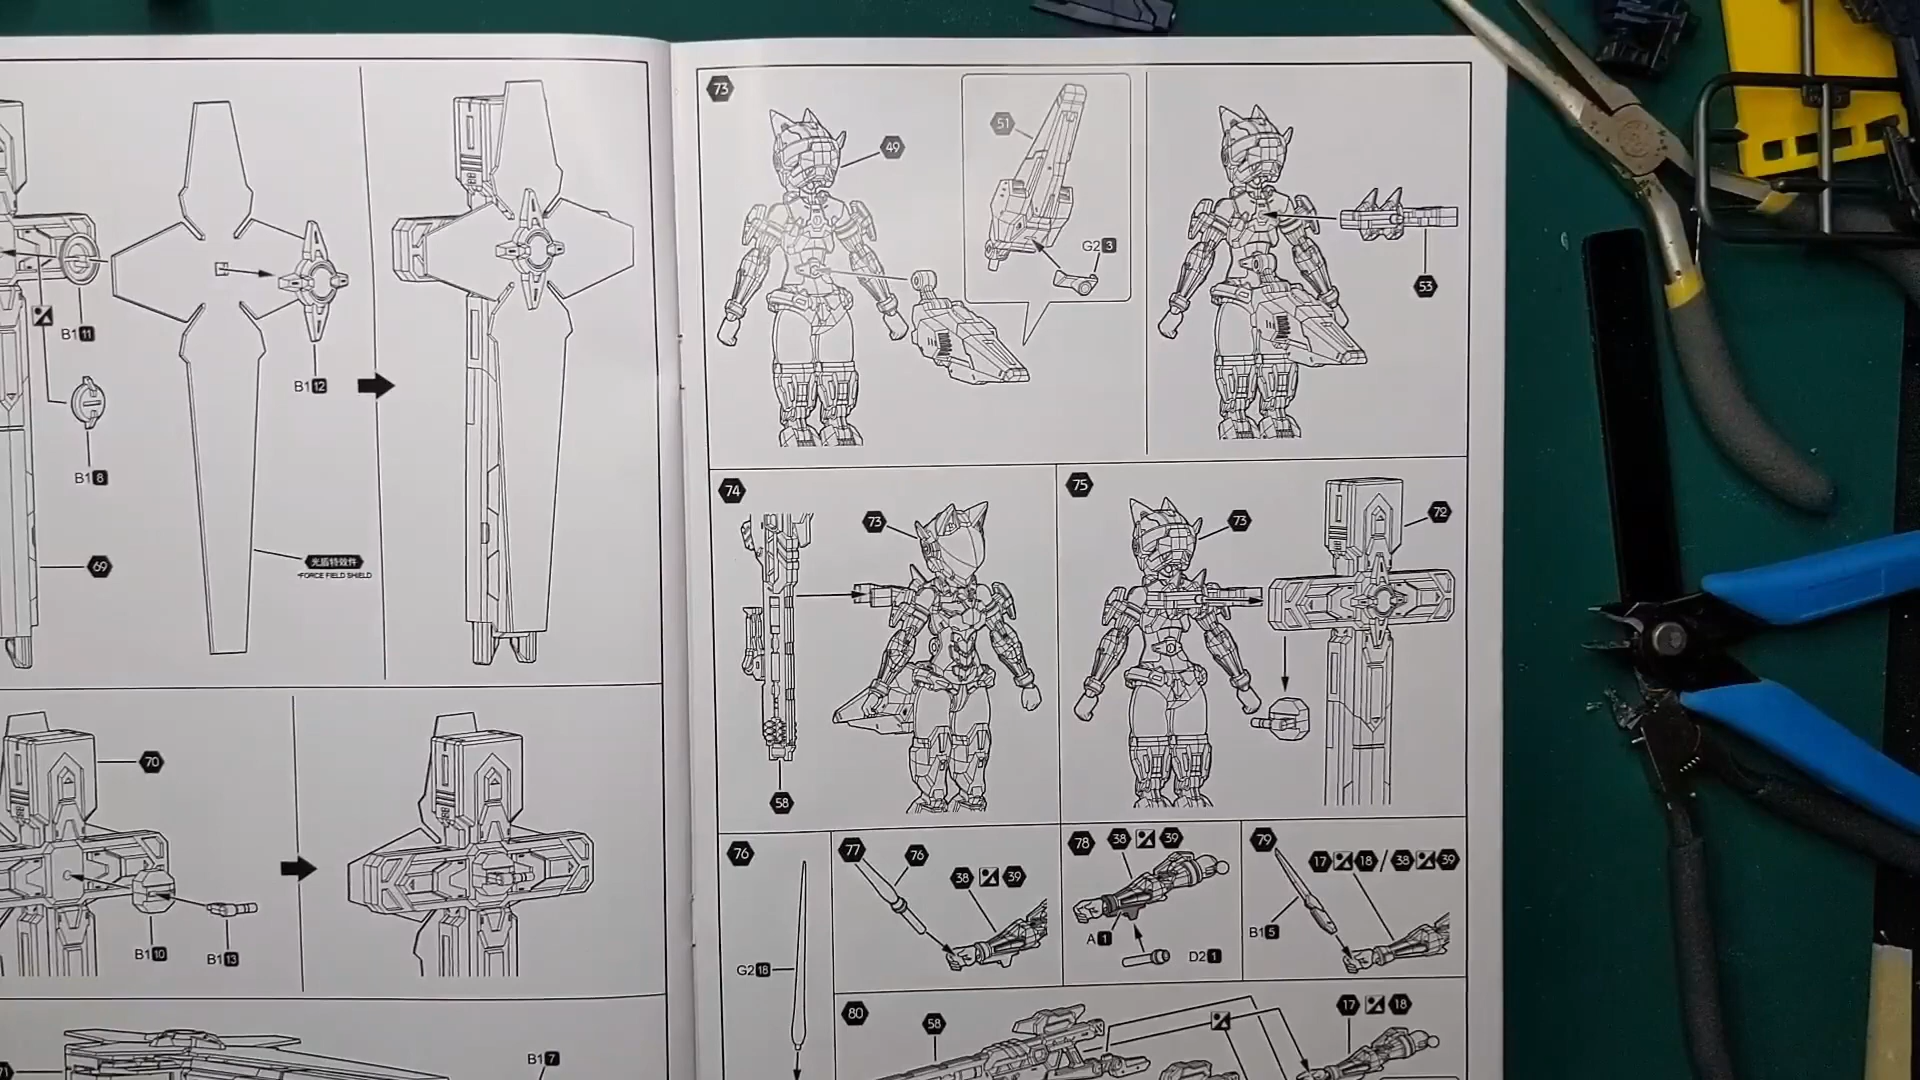 B1 11
B1 8
B1 12
69
光盾特效件
*FORCE FIELD SHIELD
70
B1 10
B1 13
71
B1 7
73
49
51
G2 3
53
74
73
58
75
73
72
76
G2 18
77
76
38 39
78
38 39
A 1
D2 1
79
17 18 / 38 39
B1 5
80
58
17 18